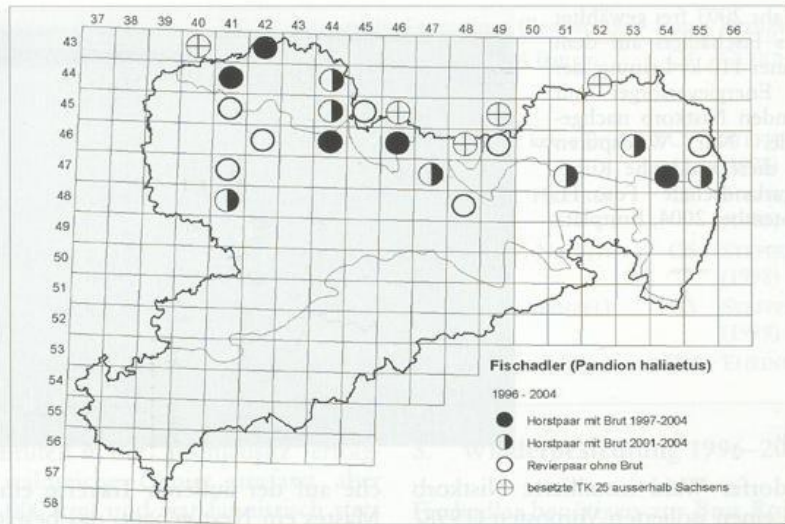 37 38 39 40 41 42 43 44 45 46 47 48 49 50 51 52 53 54 55 56
43
44
45
46
47
48
49
50
51
52
53
54
55
56
57
58
Fischadler (Pandion haliaetus)
1996 - 2004
Horstpaar mit Brut 1997-2004
Horstpaar mit Brut 2001-2004
Revierpaar ohne Brut
besetzte TK 25 ausserhalb Sachsens